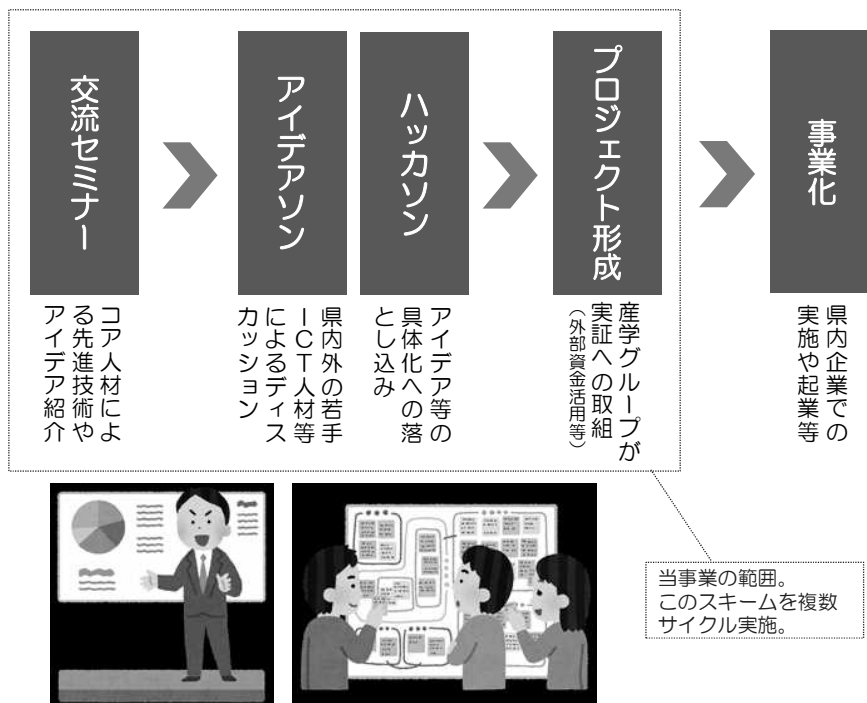 交流セミナー
コア人材によ
る先進技術や
アイデア紹介
アイデアソン
県内外の若手
ＩＣＴ人材等
によるディス
カッション
ハッカソン
アイデア等の
具体化への落
とし込み
プロジェクト形成
産学グループが
実証への取組
（外部資金活用等）
事業化
県内企業での
実施や起業等
当事業の範囲。
このスキームを複数
サイクル実施。